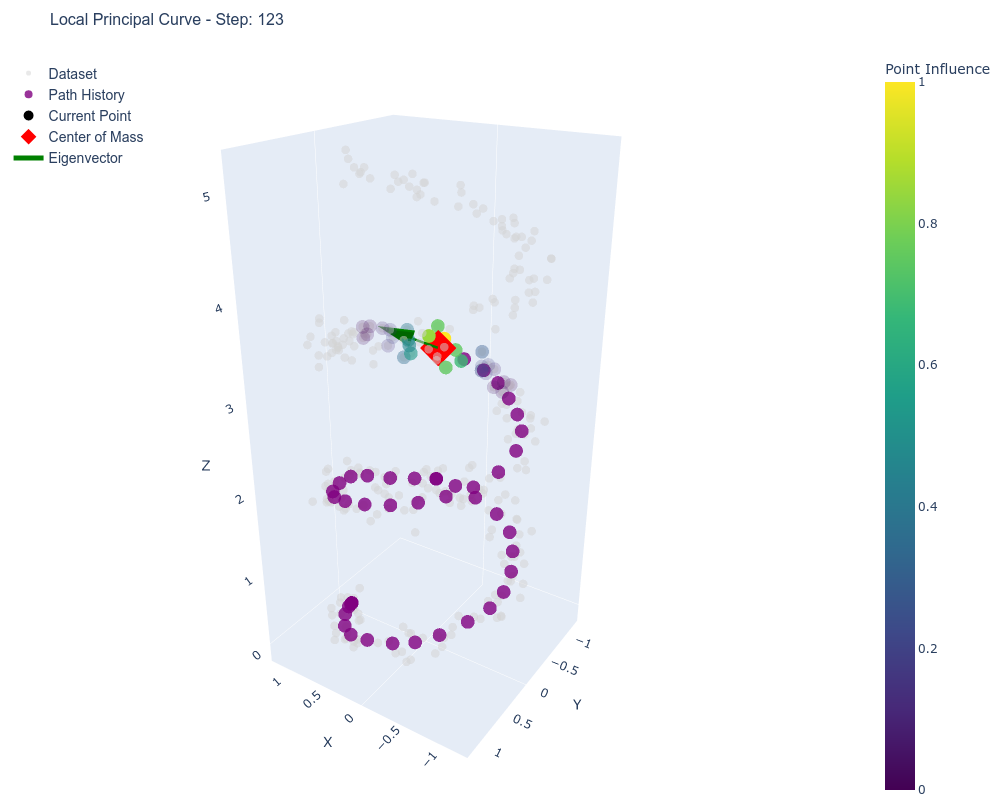 Local Principal Curve - Step: 123
Dataset
Path History
Current Point
Center of Mass
Eigenvector
Point Influence
1
0.8
0.6
0.4
0.2
0
5
4
3
2
1
0
Z
1
0.5
0
−0.5
−1
X
−1
−0.5
0
0.5
1
Y